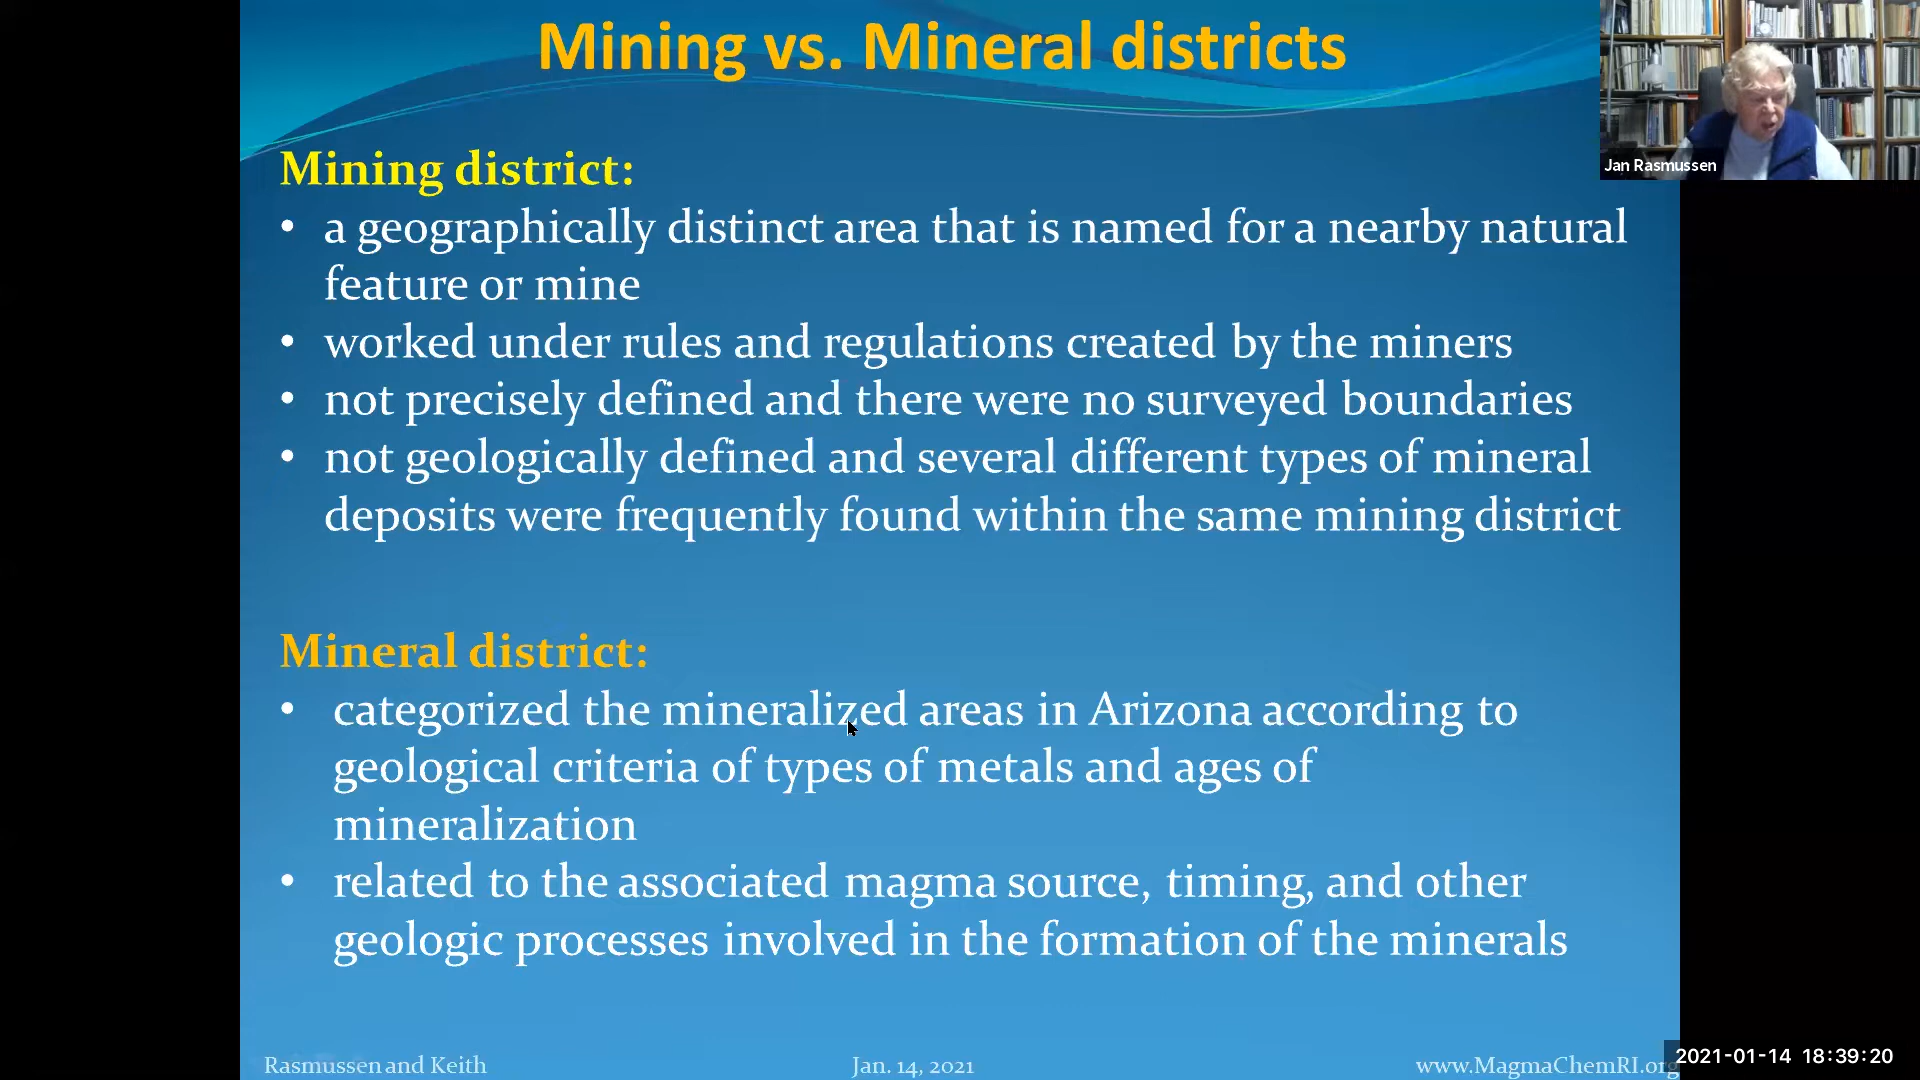 Mining vs. Mineral districts
Jan Rasmussen
Mining district:
• a geographically distinct area that is named for a nearby natural
feature or mine
• worked under rules and regulations created by the miners
• not precisely defined and there were no surveyed boundaries
• not geologically defined and several different types of mineral
deposits were frequently found within the same mining district
Mineral district:
• categorized the mineralized areas in Arizona according to
geological criteria of types of metals and ages of
mineralization
• related to the associated magma source, timing, and other
geologic processes involved in the formation of the minerals
Rasmussen and Keith
Jan. 14, 2021
www.MagmaChemRI.org
2021-01-14 18:39:20